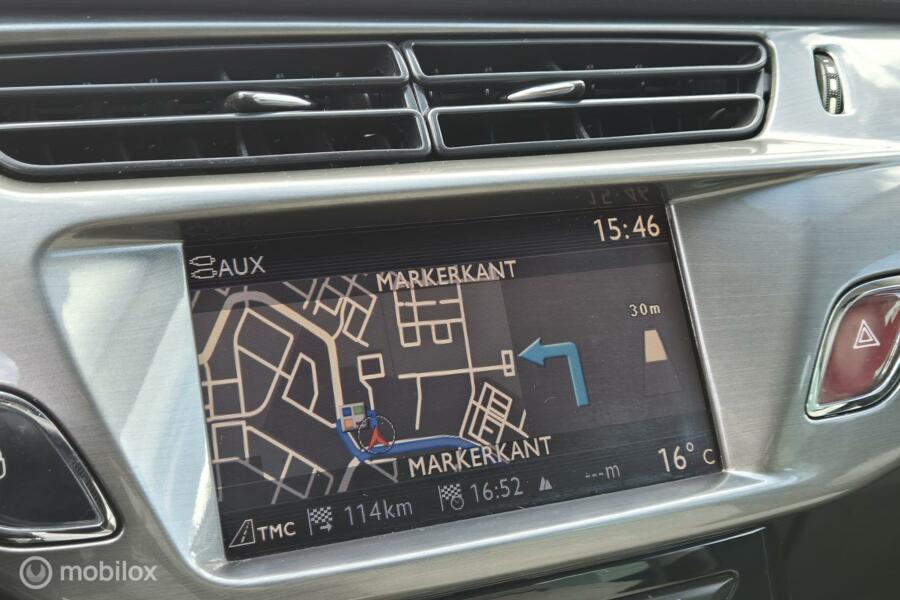 15:46
AUX
MARKERKANT
30m
MARKERKANT
16° C
TMC 114km 16:52 ---m
mobilox